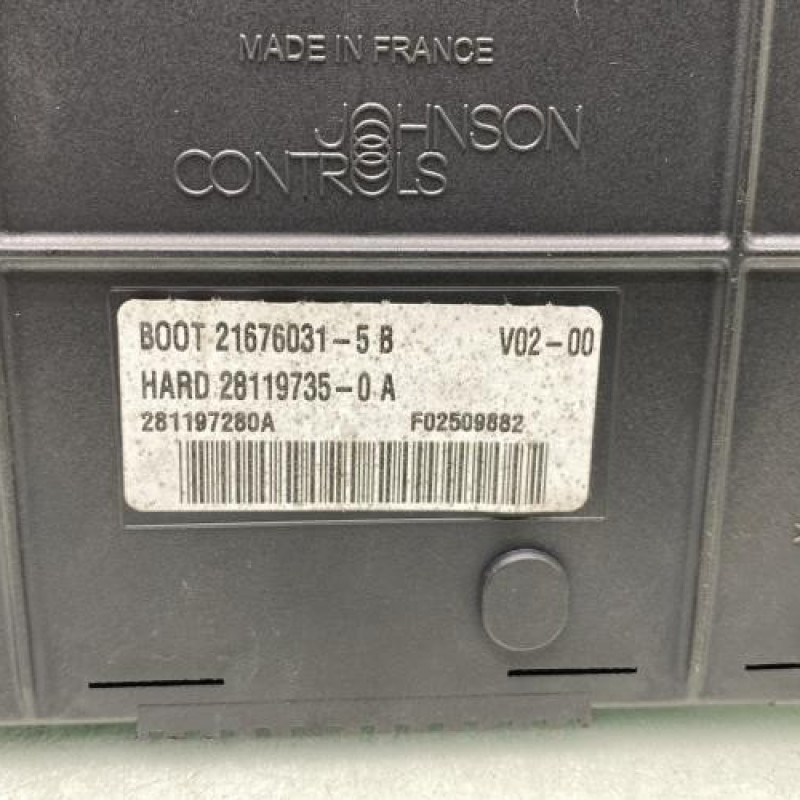 MADE IN FRANCE
JOHNSON
CONTROLS
BOOT 21676031-5 B V02-00
HARD 28119735-0 A
281197280A F02509882